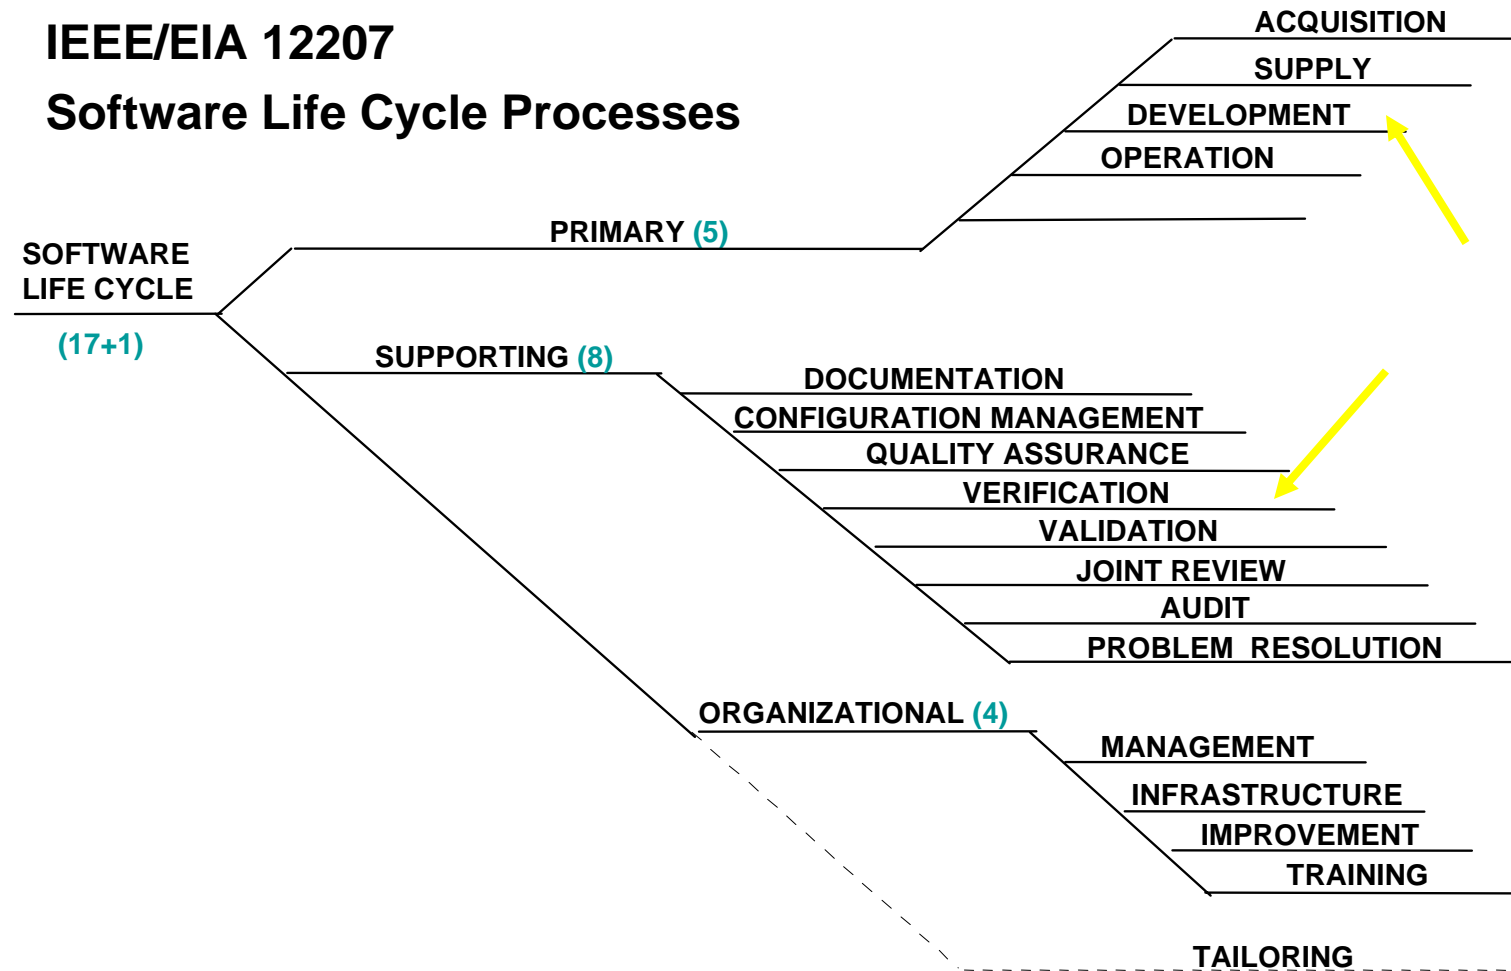 IEEE/EIA 12207
Software Life Cycle Processes
ACQUISITION
SUPPLY
DEVELOPMENT
OPERATION
PRIMARY (5)
SOFTWARE
LIFE CYCLE
(17+1)
SUPPORTING (8)
DOCUMENTATION
CONFIGURATION MANAGEMENT
QUALITY ASSURANCE
VERIFICATION
VALIDATION
JOINT REVIEW
AUDIT
PROBLEM RESOLUTION
ORGANIZATIONAL (4)
MANAGEMENT
INFRASTRUCTURE
IMPROVEMENT
TRAINING
TAILORING